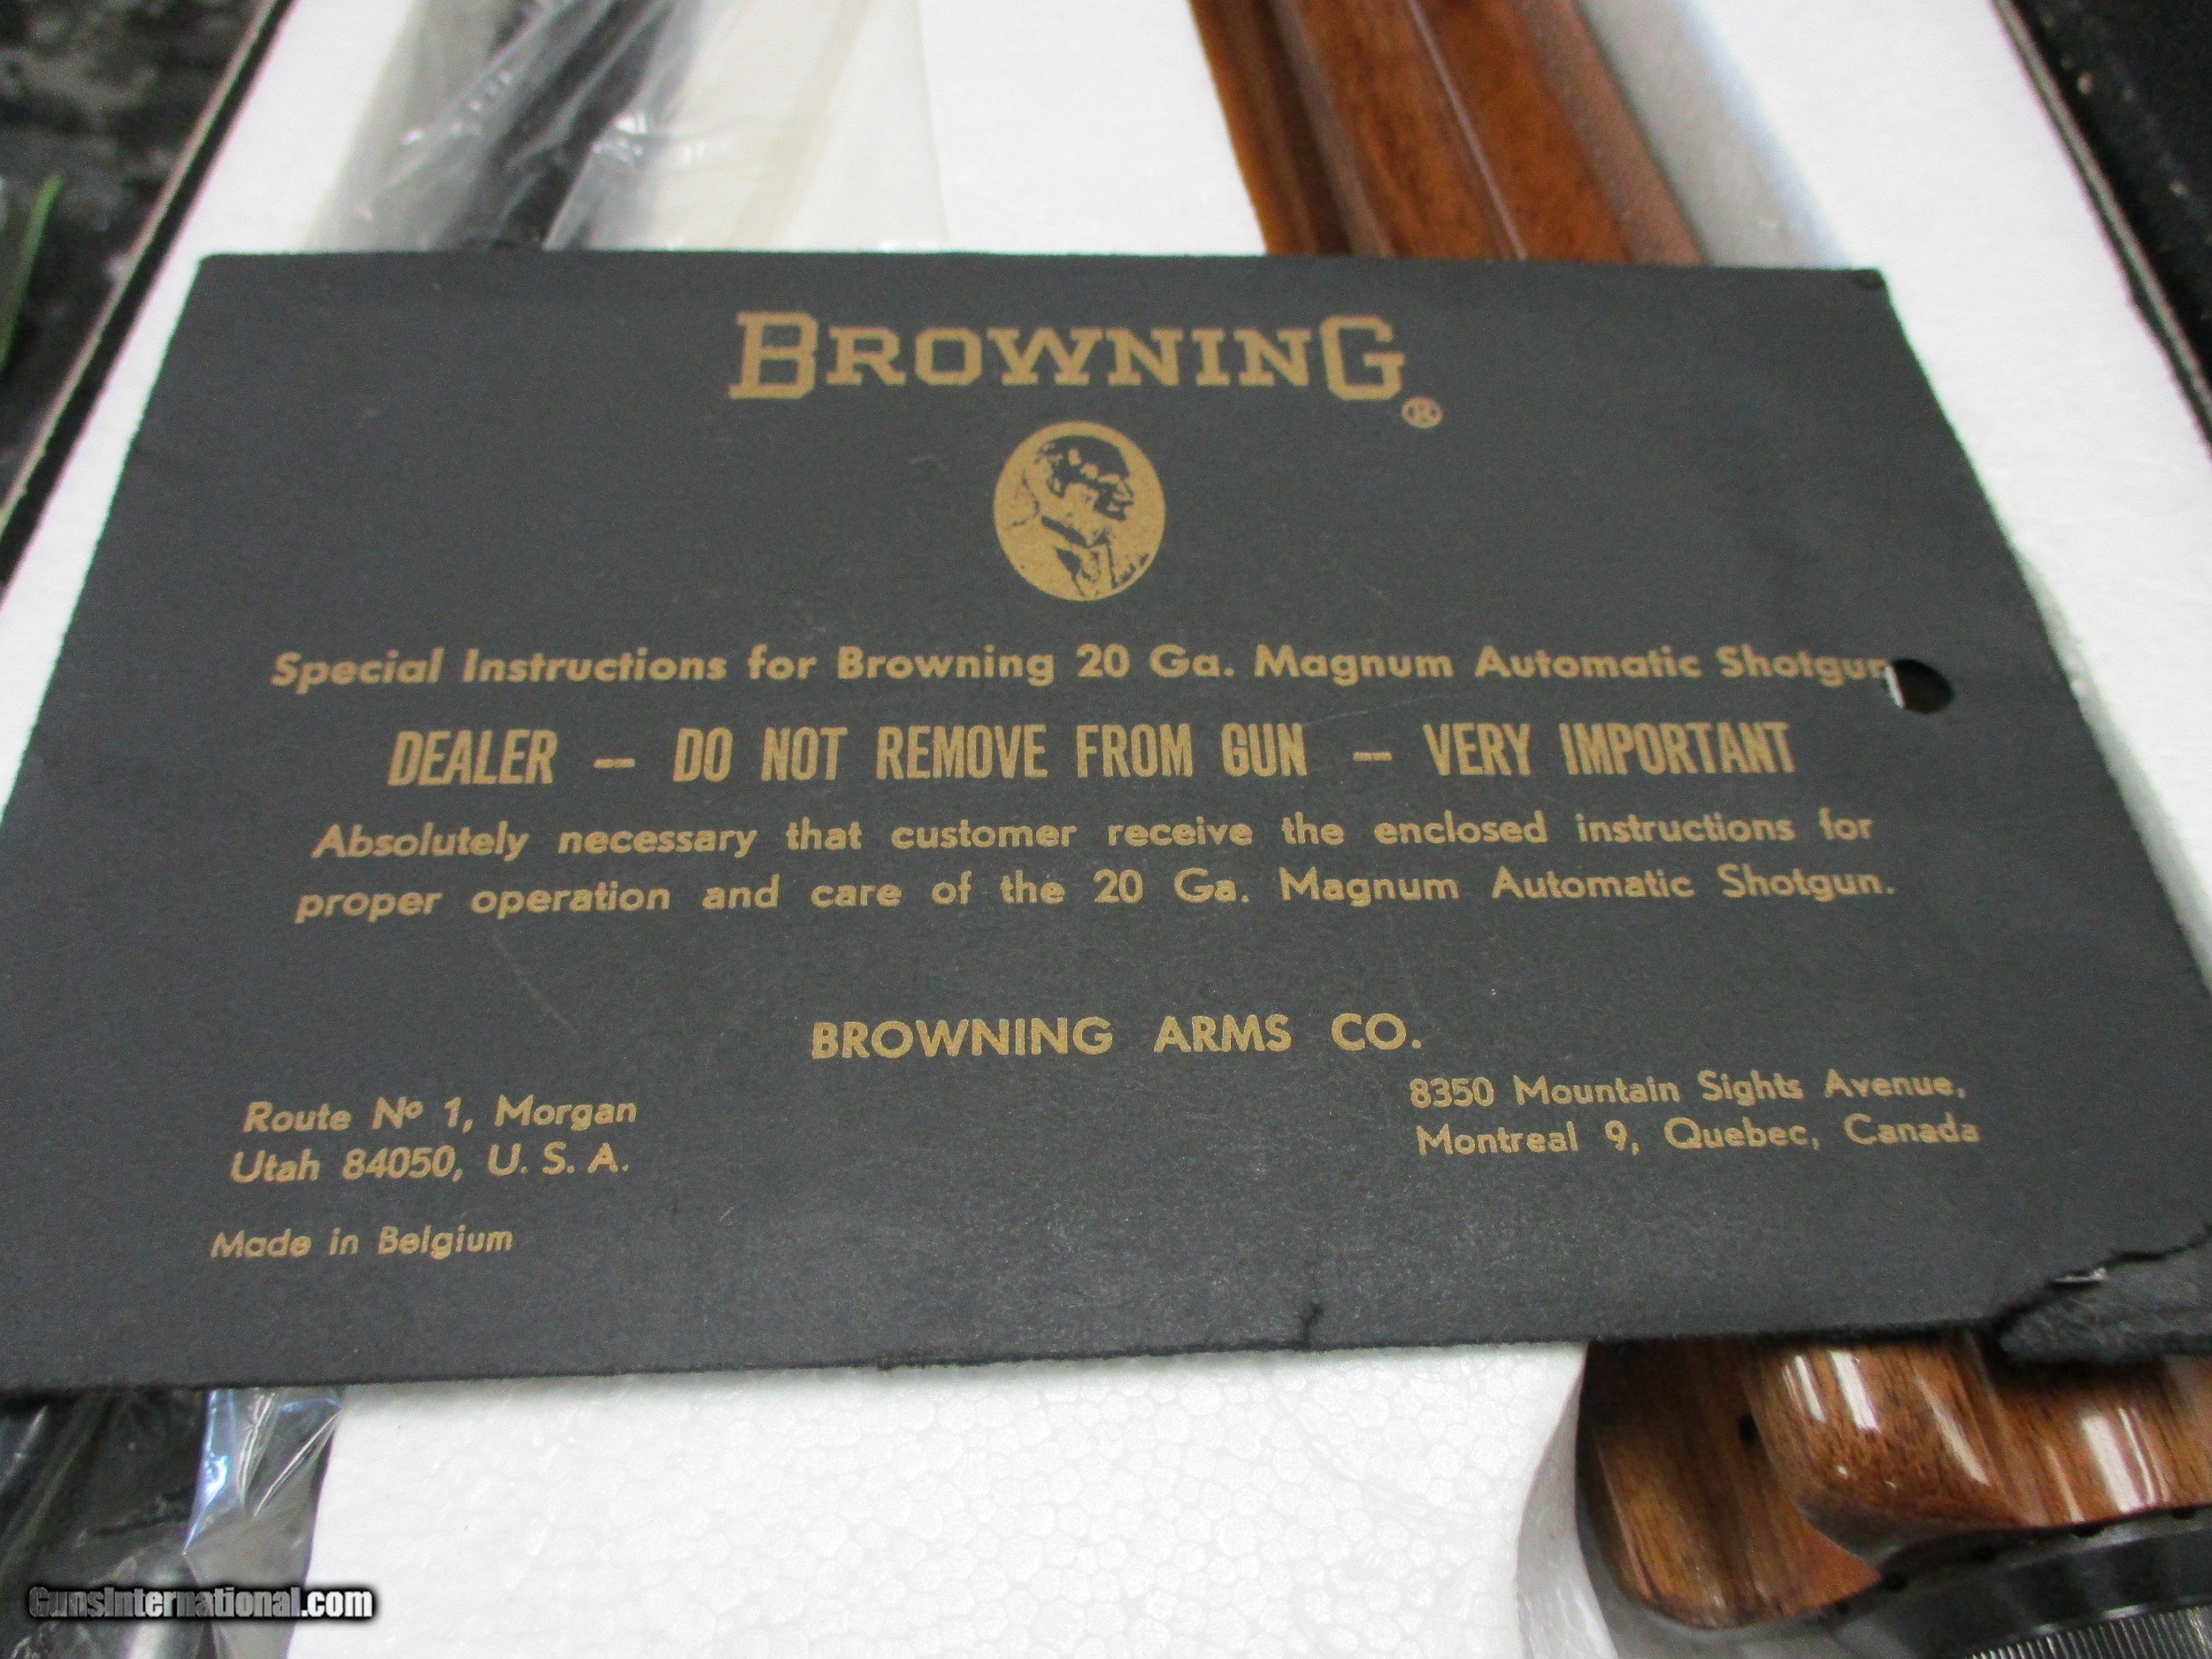 BROWNING®
Special Instructions for Browning 20 Ga. Magnum Automatic Shotgun
DEALER – DO NOT REMOVE FROM GUN – VERY IMPORTANT
Absolutely necessary that customer receive the enclosed instructions for
proper operation and care of the 20 Ga. Magnum Automatic Shotgun.
BROWNING ARMS CO.
Route Nº 1, Morgan
Utah 84050, U. S. A.
8350 Mountain Sights Avenue,
Montreal 9, Quebec, Canada
Made in Belgium
GunsInternational.com